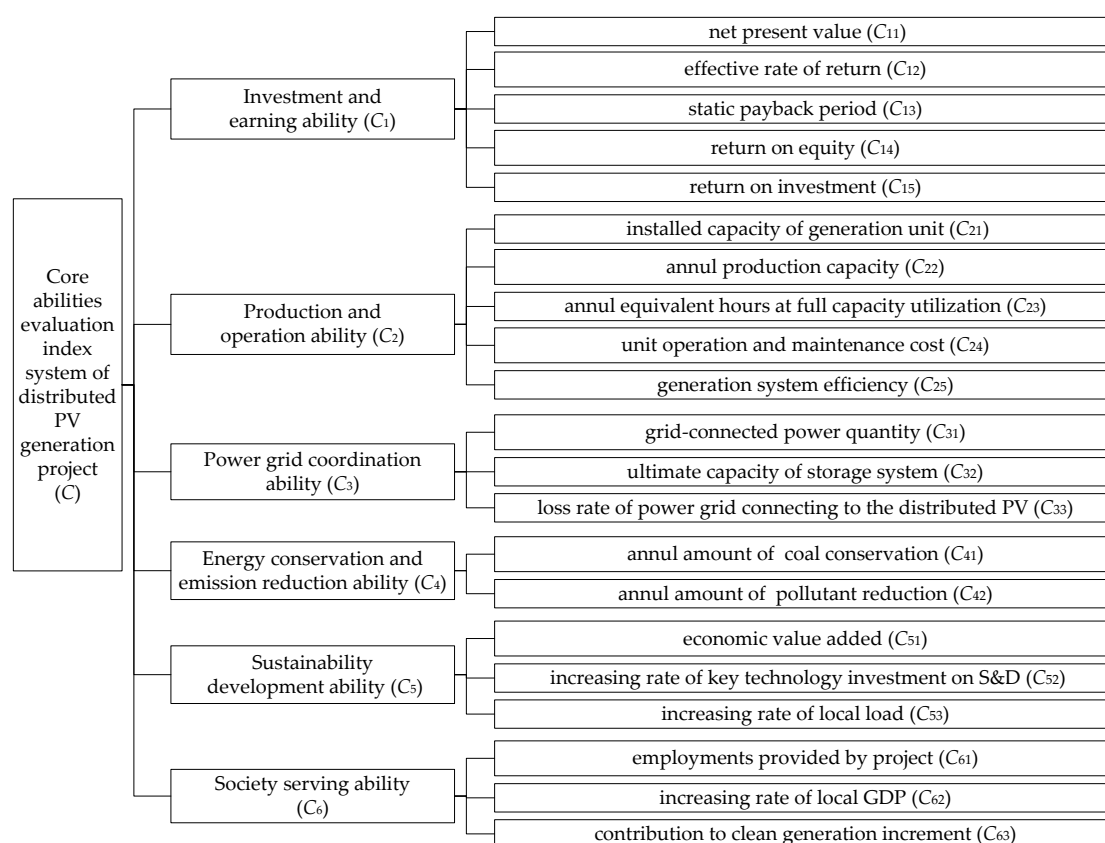 Core
abilities
evaluation
index
system of
distributed
PV
generation
project
(C)
Investment and
earning ability (C1)
net present value (C11)
effective rate of return (C12)
static payback period (C13)
return on equity (C14)
return on investment (C15)
Production and
operation ability (C2)
installed capacity of generation unit (C21)
annul production capacity (C22)
annul equivalent hours at full capacity utilization (C23)
unit operation and maintenance cost (C24)
generation system efficiency (C25)
Power grid coordination
ability (C3)
grid-connected power quantity (C31)
ultimate capacity of storage system (C32)
loss rate of power grid connecting to the distributed PV (C33)
Energy conservation and
emission reduction ability (C4)
annul amount of coal conservation (C41)
annul amount of pollutant reduction (C42)
Sustainability
development ability (C5)
economic value added (C51)
increasing rate of key technology investment on S&D (C52)
increasing rate of local load (C53)
Society serving ability
(C6)
employments provided by project (C61)
increasing rate of local GDP (C62)
contribution to clean generation increment (C63)